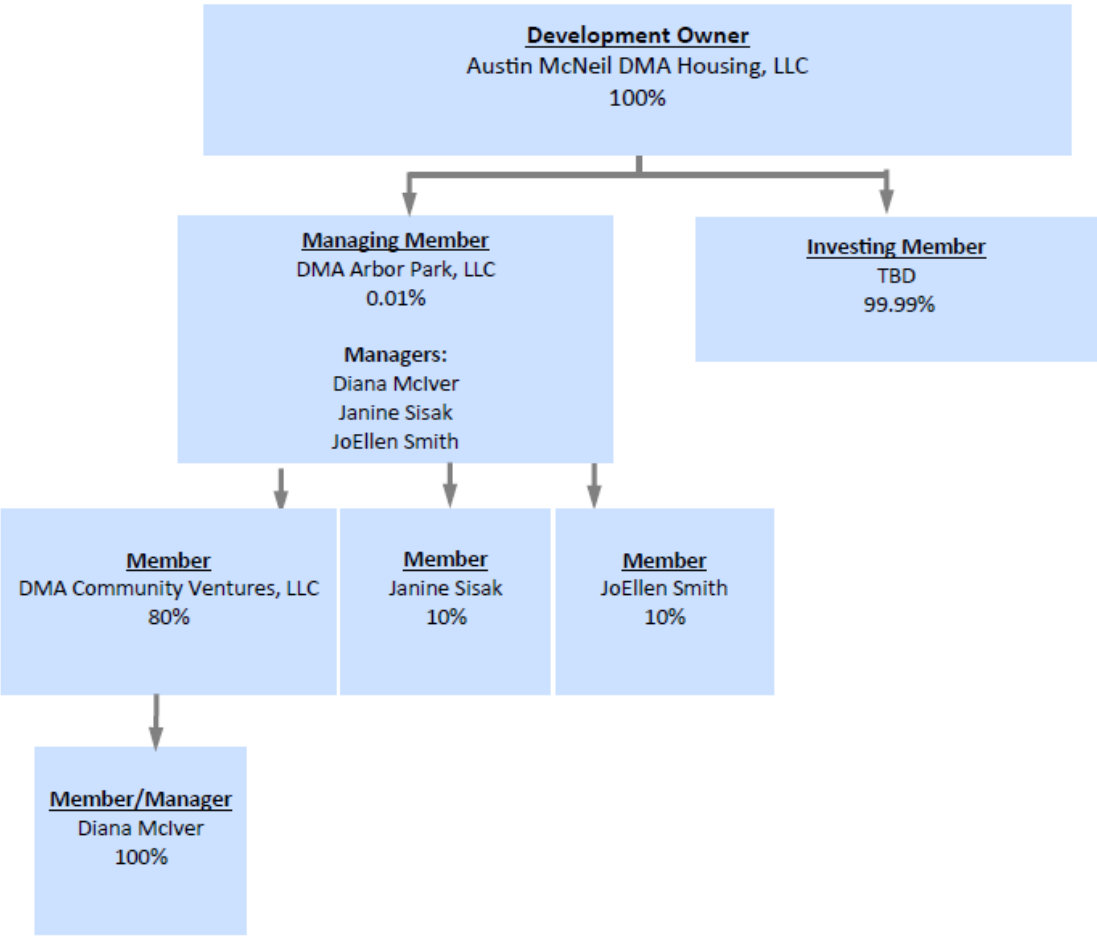 Development Owner
Austin McNeil DMA Housing, LLC
100%
Managing Member
DMA Arbor Park, LLC
0.01%
Managers:
Diana McIver
Janine Sisak
JoEllen Smith
Investing Member
TBD
99.99%
Member
DMA Community Ventures, LLC
80%
Member
Janine Sisak
10%
Member
JoEllen Smith
10%
Member/Manager
Diana McIver
100%